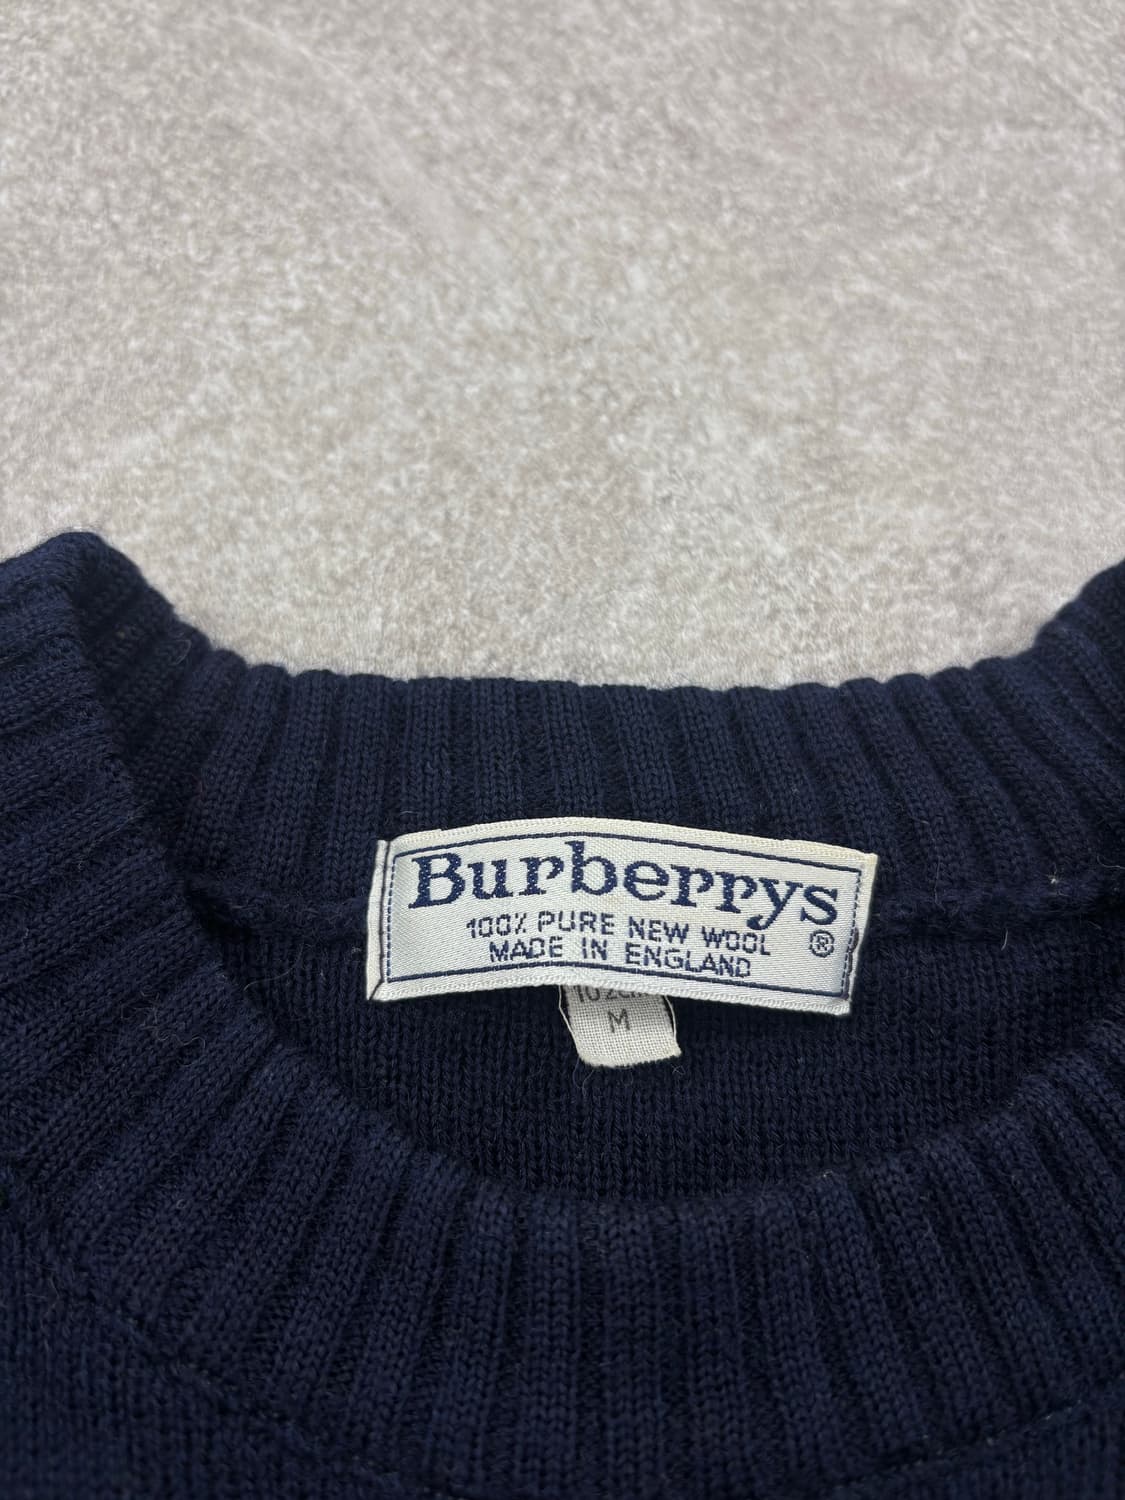 Burberrys
100% PURE NEW WOOL
MADE IN ENGLAND ®
M